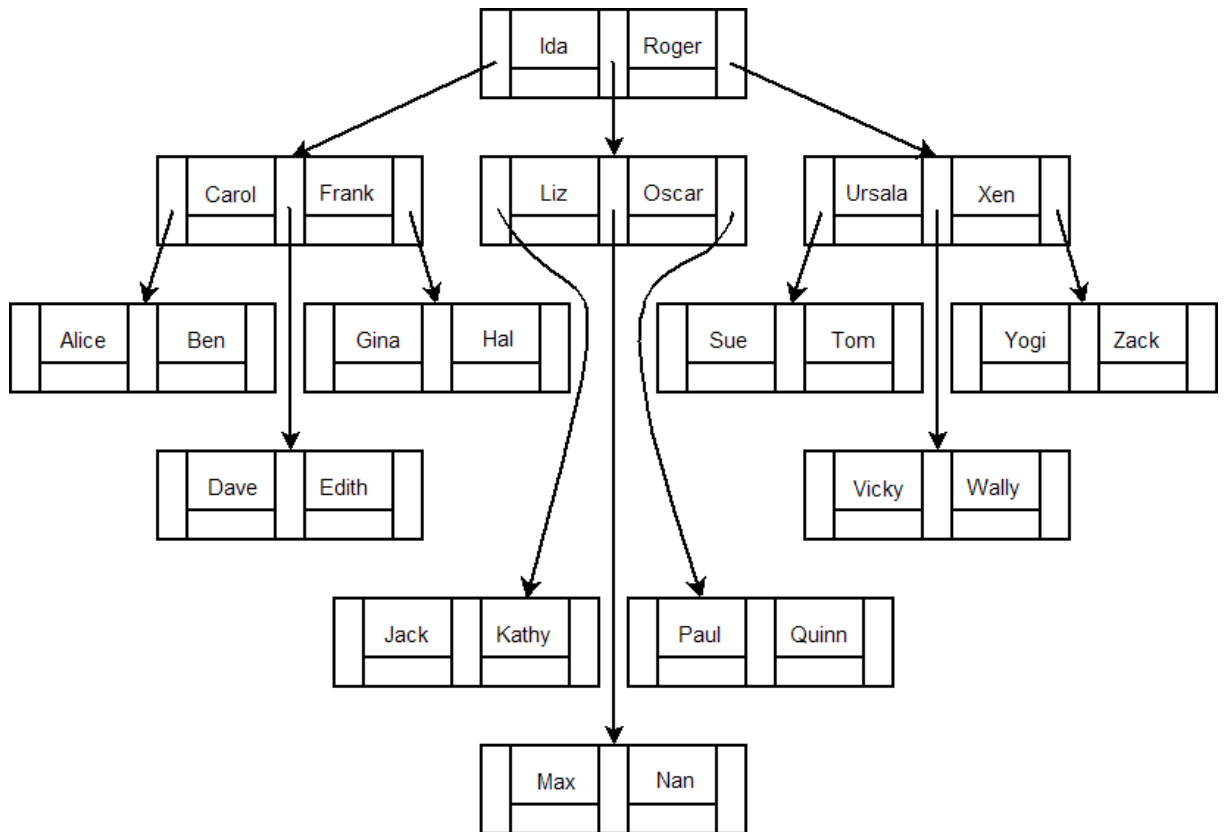 Ida Roger
Carol Frank Liz Oscar Ursala Xen
Alice Ben Gina Hal Sue Tom Yogi Zack
Dave Edith Vicky Wally
Jack Kathy Paul Quinn
Max Nan